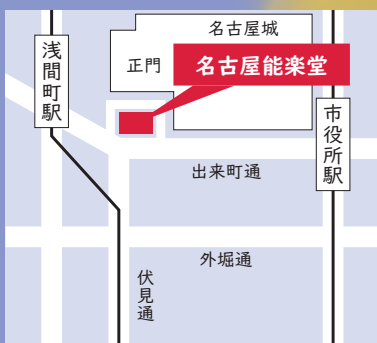 名古屋城
浅間町駅
正門
名古屋能楽堂
市役所駅
出来町通
外堀通
伏見通